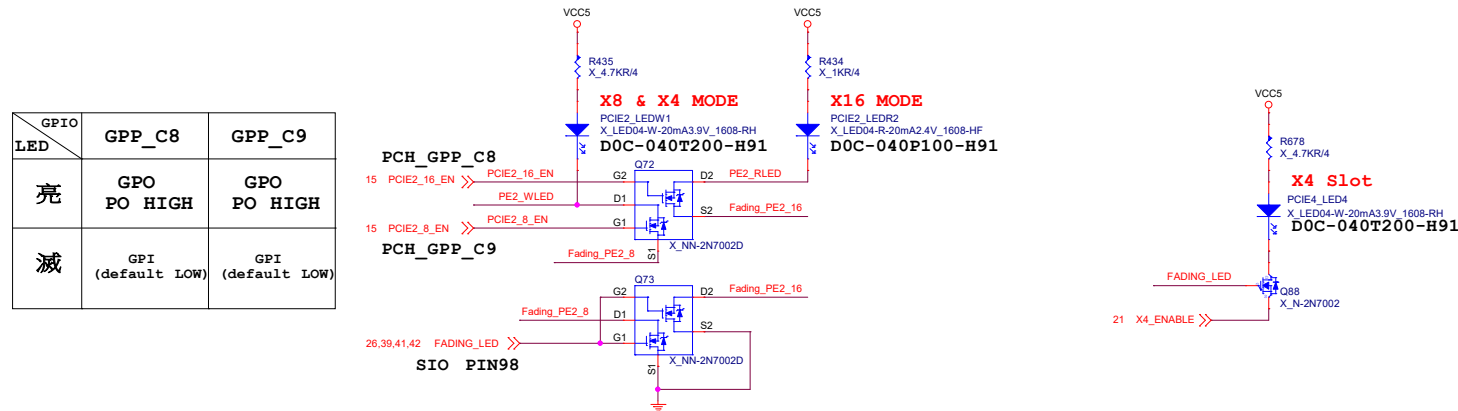 GPIO
LED
GPP_C8
GPP_C9
亮
GPO
PO HIGH
GPO
PO HIGH
滅
GPI
(default LOW)
GPI
(default LOW)
VCC5
R435
X_4.7KR/4
X8 & X4 MODE
PCIE2_LEDW1
X_LED04-W-20mA3.9V_1608-RH
D0C-040T200-H91
VCC5
R434
X_1KR/4
X16 MODE
PCIE2_LEDR2
X_LED04-R-20mA2.4V_1608-HF
D0C-040P100-H91
PCH_GPP_C8
15 PCIE2_16_EN
PCIE2_16_EN
PE2_WLED
15 PCIE2_8_EN
PCIE2_8_EN
PCH_GPP_C9
Fading_PE2_8
Q72
G2
D1
G1
S1
D2
S2
PE2_RLED
Fading_PE2_16
X_NN-2N7002D
Q73
G2
D1
G1
S1
D2
S2
Fading_PE2_16
Fading_PE2_8
26,39,41,42 FADING_LED
SIO PIN98
X_NN-2N7002D
VCC5
R678
X_4.7KR/4
X4 Slot
PCIE4_LED4
X_LED04-W-20mA3.9V_1608-RH
D0C-040T200-H91
FADING_LED
Q88
X_N-2N7002
21 X4_ENABLE